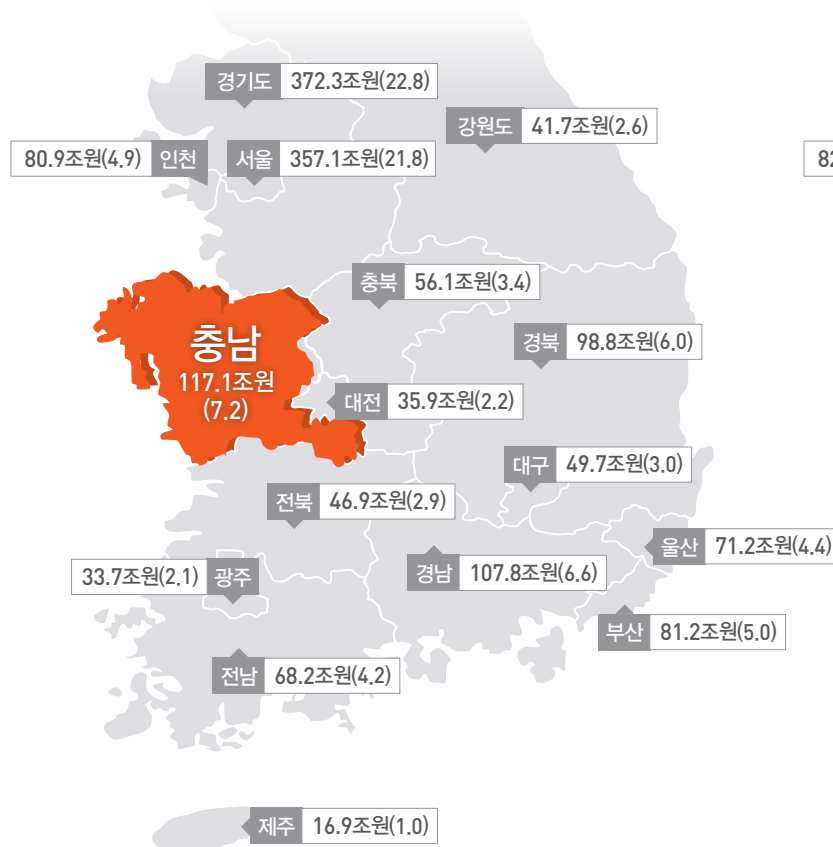 경기도 372.3조원(22.8)
강원도 41.7조원(2.6)
80.9조원(4.9) 인천
서울 357.1조원(21.8)
82
충북 56.1조원(3.4)
충남
117.1조원
(7.2)
경북 98.8조원(6.0)
대전 35.9조원(2.2)
대구 49.7조원(3.0)
전북 46.9조원(2.9)
울산 71.2조원(4.4)
33.7조원(2.1) 광주
경남 107.8조원(6.6)
부산 81.2조원(5.0)
전남 68.2조원(4.2)
제주 16.9조원(1.0)